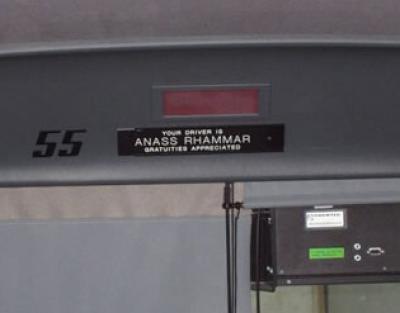 YOUR DRIVER IS
55
ANASS RHAMMAR
GRATUITIES APPRECIATED